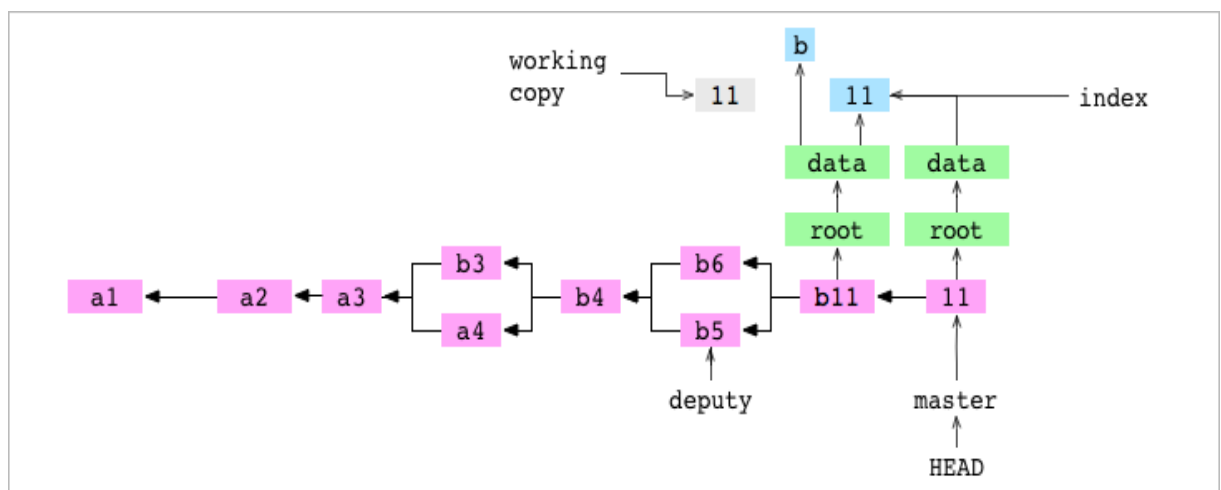 b
working
copy
11
11
index
data
data
root
root
b3
b6
a1
a2
a3
b4
b11
11
a4
b5
deputy
master
HEAD